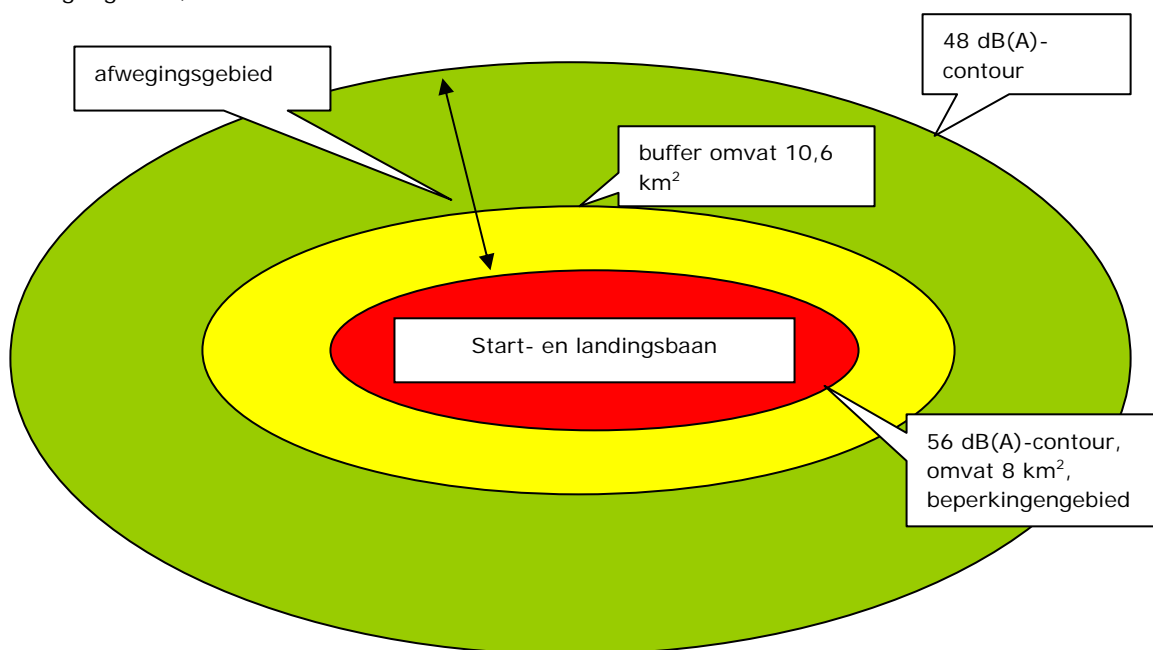 afwegingsgebied
48 dB(A)-
contour
buffer omvat 10,6
km²
Start- en landingsbaan
56 dB(A)-contour,
omvat 8 km²,
beperkingengebied